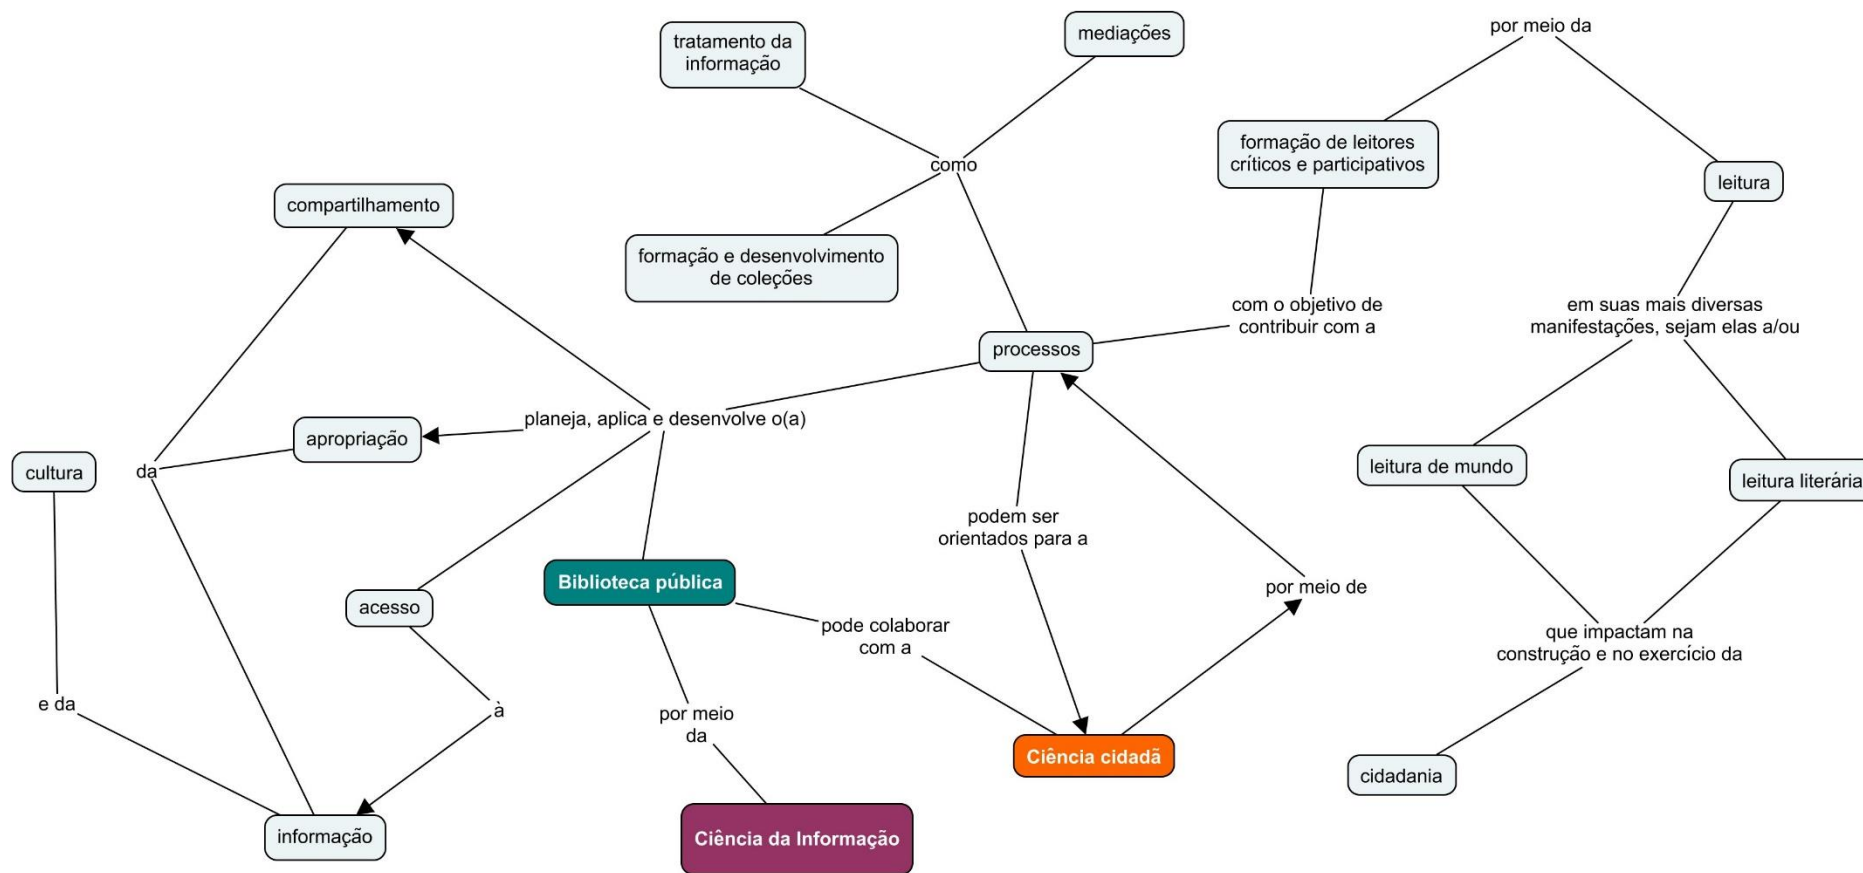 tratamento da
informação
mediações
por meio da
formação de leitores
críticos e participativos
como
leitura
compartilhamento
formação e desenvolvimento
de coleções
com o objetivo de
contribuir com a
em suas mais diversas
manifestações, sejam elas a/ou
processos
planeja, aplica e desenvolve o(a)
apropriação
cultura
da
leitura de mundo
leitura literária
podem ser
orientados para a
Biblioteca pública
por meio de
acesso
pode colaborar
com a
que impactam na
construção e no exercício da
e da
à
por meio
da
Ciência cidadã
cidadania
informação
Ciência da Informação